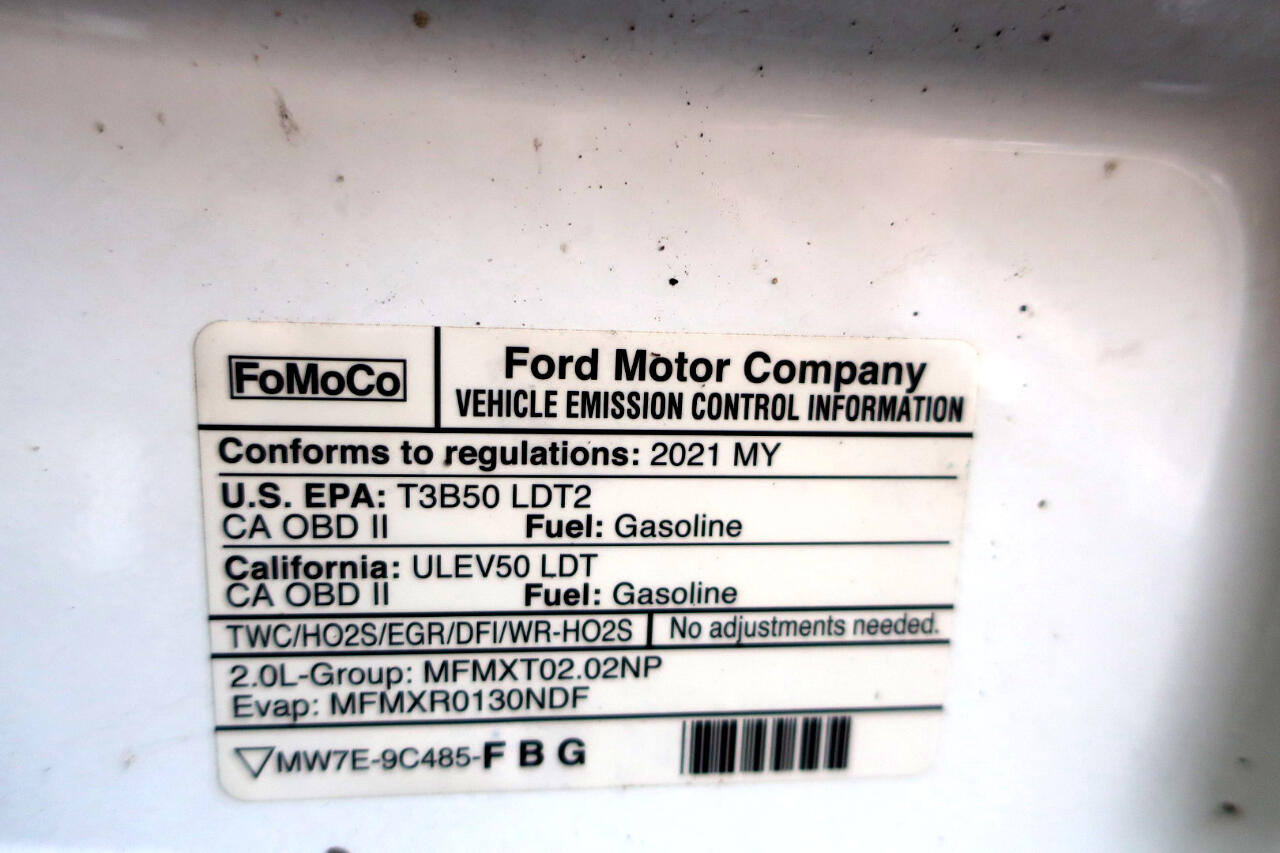 FoMoCo
Ford Motor Company
VEHICLE EMISSION CONTROL INFORMATION
Conforms to regulations: 2021 MY
U.S. EPA: T3B50 LDT2
CA OBD II Fuel: Gasoline
California: ULEV50 LDT
CA OBD II Fuel: Gasoline
TWC/HO2S/EGR/DFI/WR-HO2S No adjustments needed.
2.0L-Group: MFMXT02.02NP
Evap: MFMXR0130NDF
MW7E-9C485-F B G